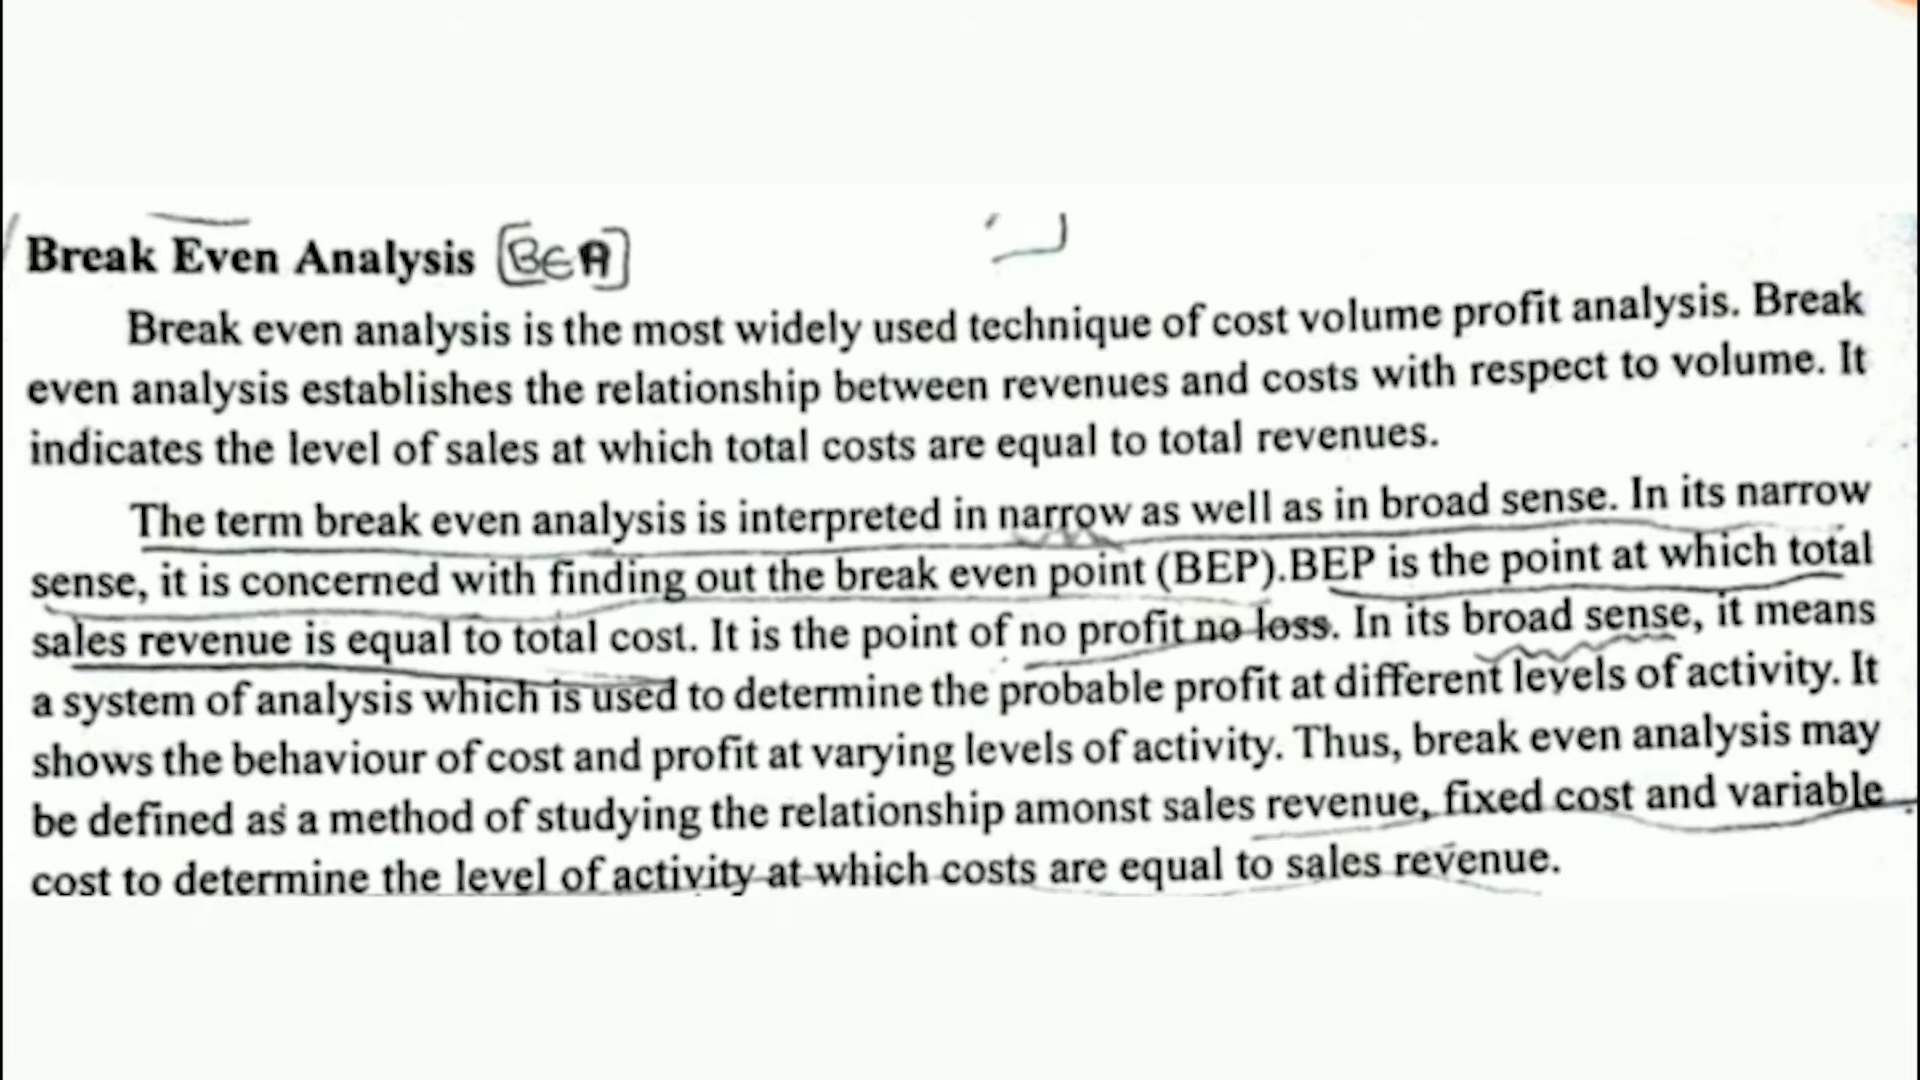 Break Even Analysis [BEA]
Break even analysis is the most widely used technique of cost volume profit analysis. Break
even analysis establishes the relationship between revenues and costs with respect to volume. It
indicates the level of sales at which total costs are equal to total revenues.
The term break even analysis is interpreted in narrow as well as in broad sense. In its narrow
sense, it is concerned with finding out the break even point (BEP).BEP is the point at which total
sales revenue is equal to total cost. It is the point of no profit no loss. In its broad sense, it means
a system of analysis which is used to determine the probable profit at different levels of activity. It
shows the behaviour of cost and profit at varying levels of activity. Thus, break even analysis may
be defined as a method of studying the relationship amonst sales revenue, fixed cost and variable
cost to determine the level of activity at which costs are equal to sales revenue.